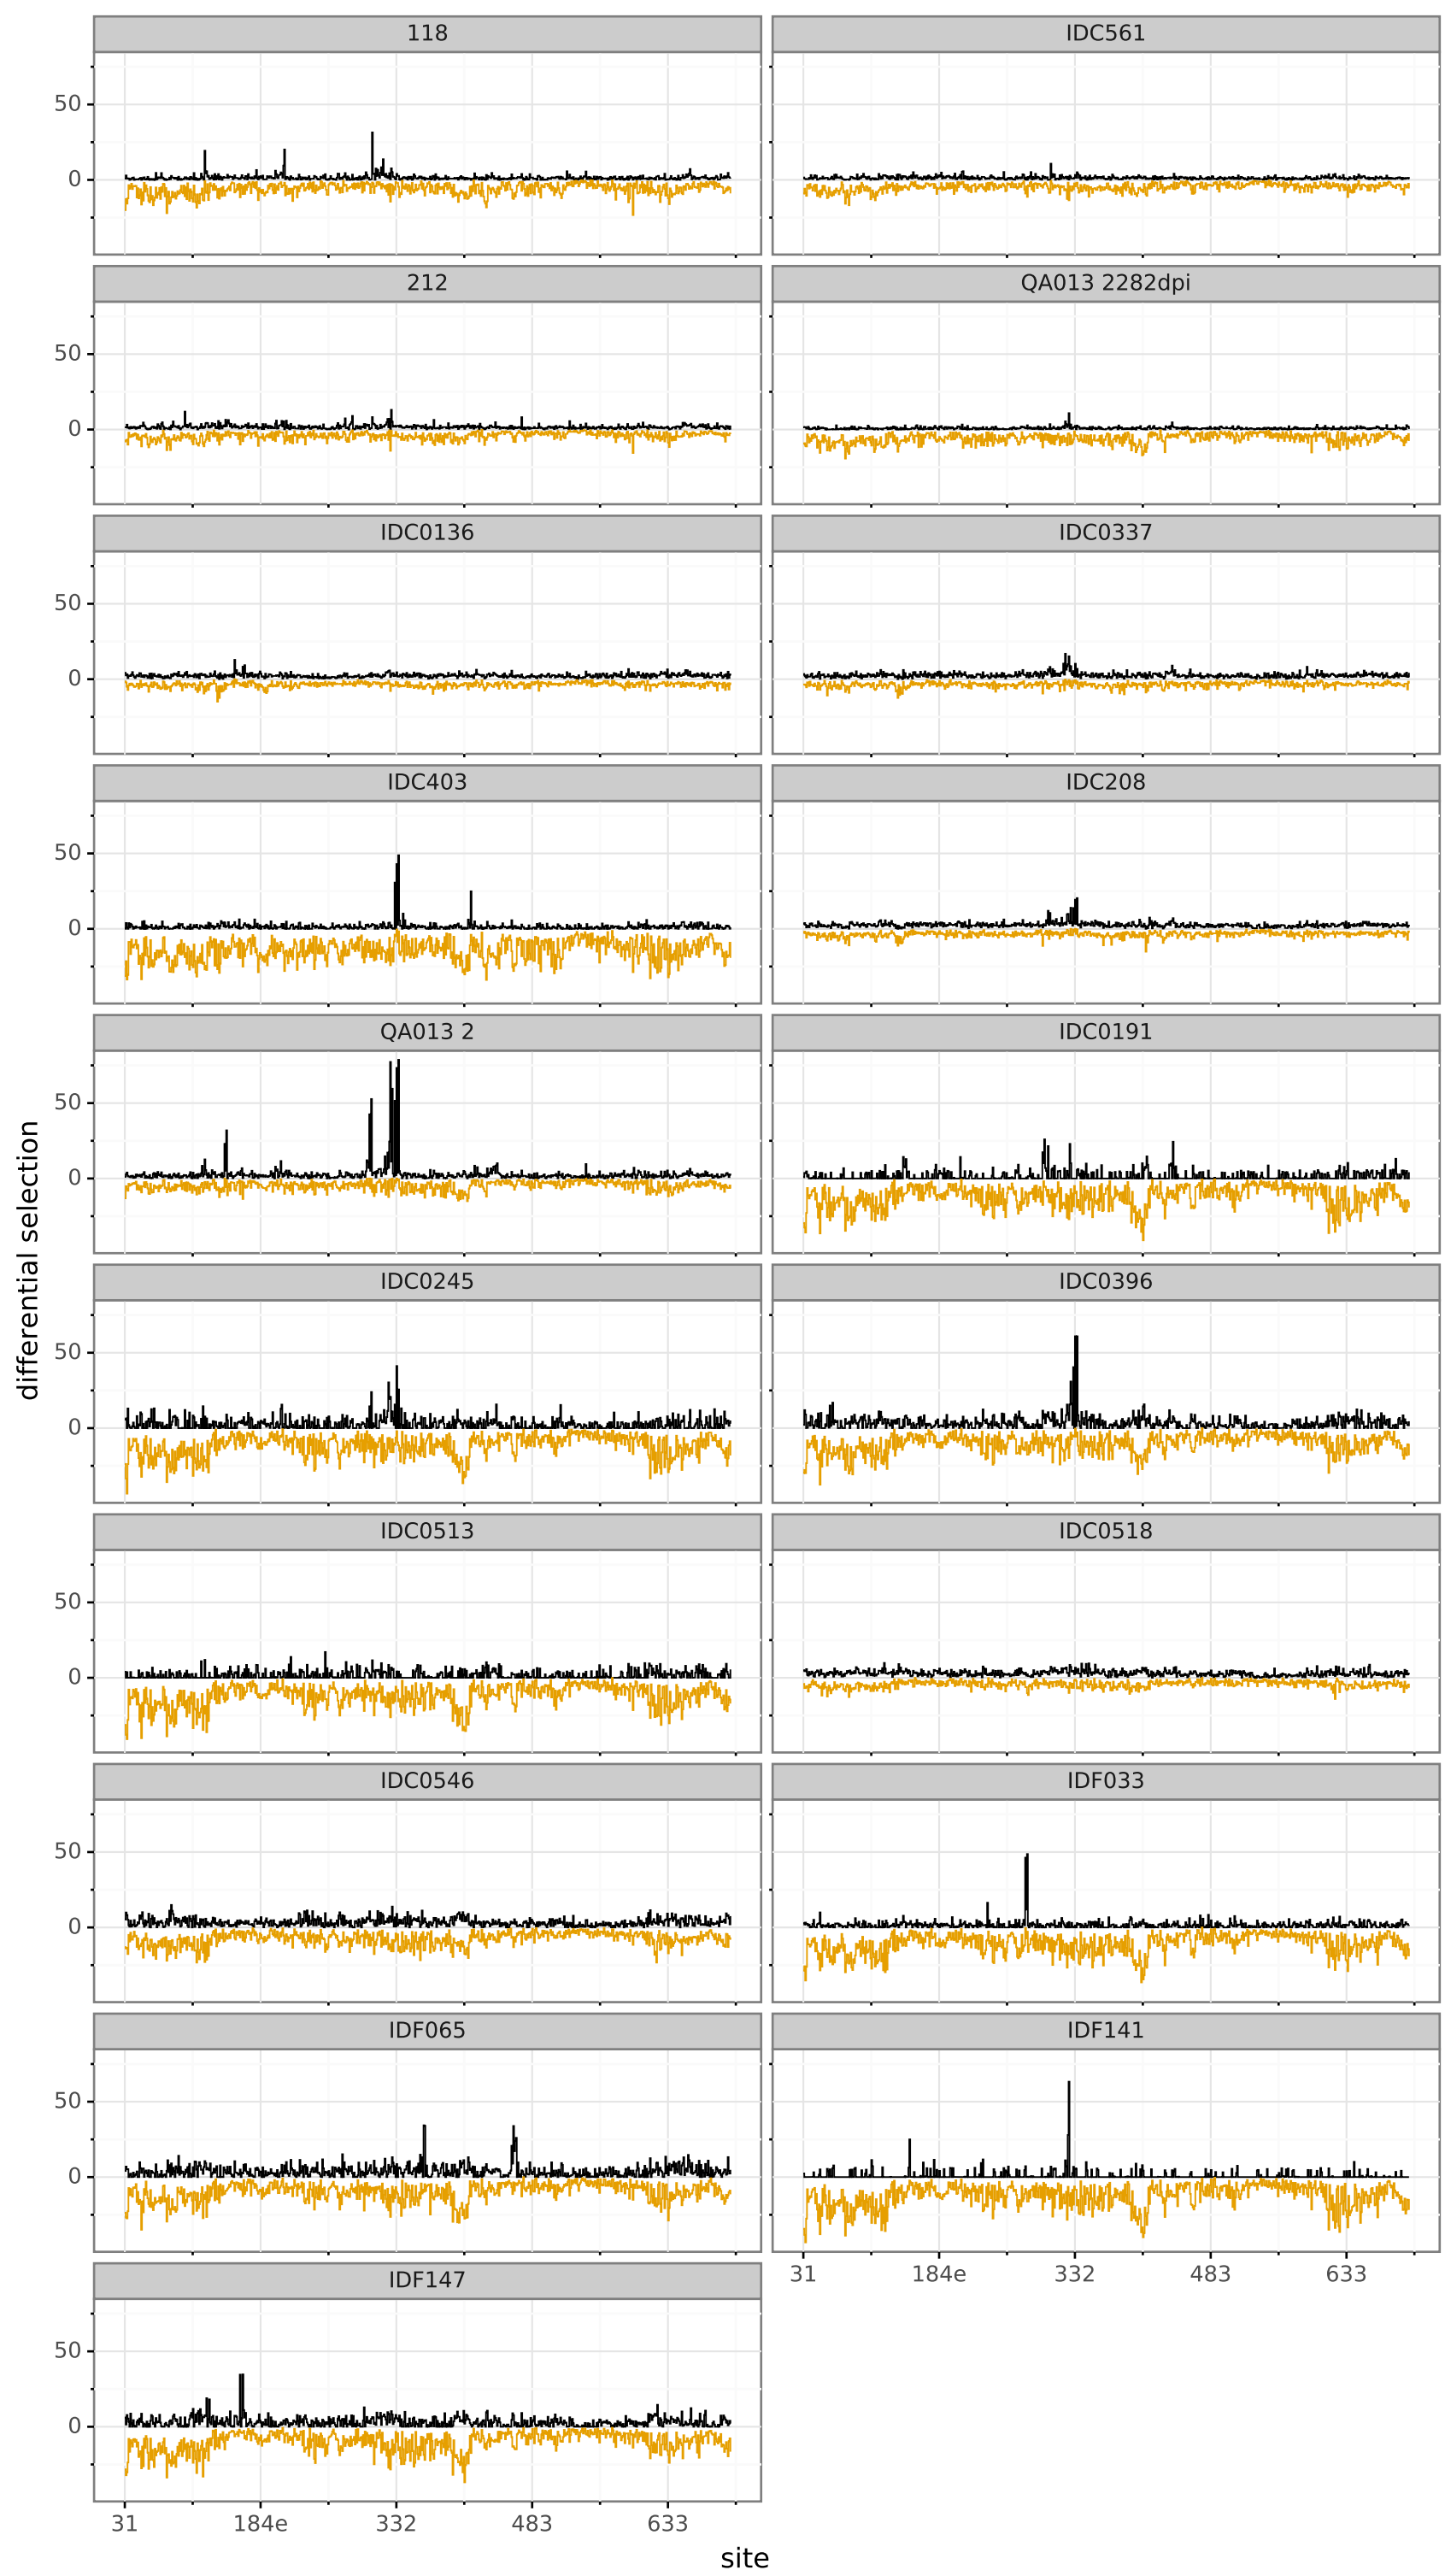 118
IDC561
50
0
212
QA013 2282dpi
50
0
IDC0136
IDC0337
50
0
IDC403
IDC208
50
0
QA013 2
IDC0191
50
0
differential selection
IDC0245
IDC0396
50
0
IDC0513
IDC0518
50
0
IDC0546
IDF033
50
0
IDF065
IDF141
50
0
31 184e 332 483 633
IDF147
50
0
31 184e 332 483 633
site